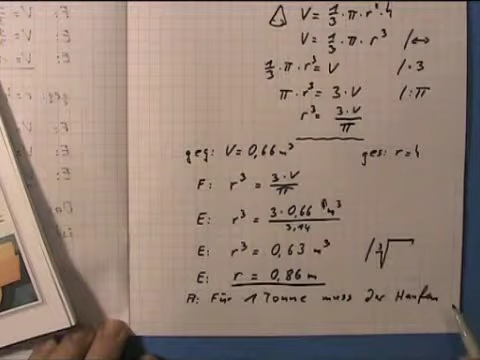 V = 1/3 · π · r² · h
V = 1/3 · π · r³ /↔
1/3 · π · r³ = V /· 3
π · r³ = 3 · V /: π
r³ = 3 · V / π
geg: V = 0,66 m³ ges: r = h
F: r³ = 3 · V / π
E: r³ = 3 · 0,66 m³ / 3,14
E: r³ = 0,63 m³ /∛
E: r = 0,86 m
A: Für 1 Tonne muss der Haufen